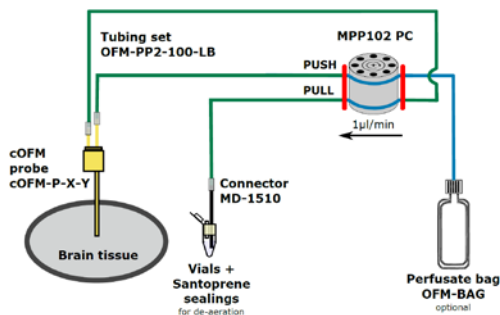 Tubing set
OFM-PP2-100-LB
MPP102 PC
PUSH
PULL
1µl/min
cOFM
probe
cOFM-P-X-Y
Connector
MD-1510
Brain tissue
Vials +
Santoprene
sealings
for de-aeration
Perfusate bag
OFM-BAG
optional